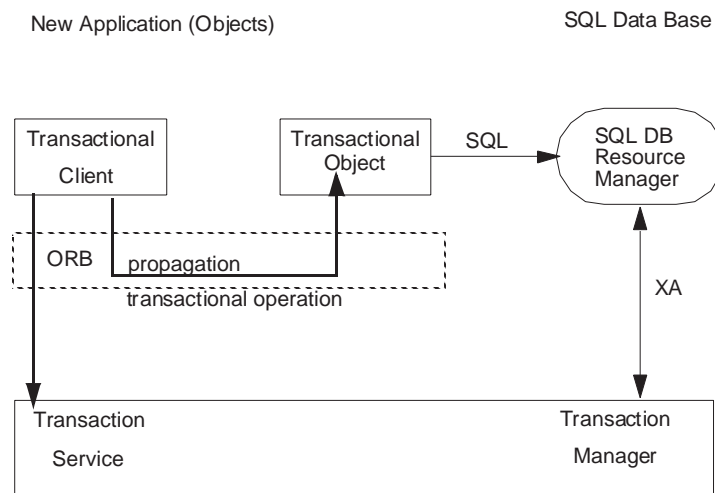 New Application (Objects)
SQL Data Base
Transactional
Client
Transactional
Object
SQL
SQL DB
Resource
Manager
ORB
propagation
transactional operation
XA
Transaction
Service
Transaction
Manager